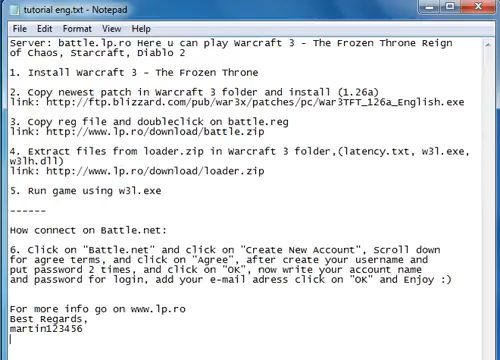 tutorial eng.txt - Notepad
File Edit Format View Help
Server: battle.lp.ro Here u can play Warcraft 3 - The Frozen Throne Reign
of Chaos, Starcraft, Diablo 2
1. Install Warcraft 3 - The Frozen Throne
2. Copy newest patch in Warcraft 3 folder and install (1.26a)
link: http://ftp.blizzard.com/pub/war3x/patches/pc/War3TFT_126a_English.exe
3. Copy reg file and doubleclick on battle.reg
link: http://www.lp.ro/download/battle.zip
4. Extract files from loader.zip in Warcraft 3 folder,(latency.txt, w3l.exe,
w3lh.dll)
link: http://www.lp.ro/download/loader.zip
5. Run game using w3l.exe
------
How connect on Battle.net:
6. Click on "Battle.net" and click on "Create New Account", Scroll down
for agree terms, and click on "Agree", after create your username and
put password 2 times, and click on "OK", now write your account name
and password for login, add your e-mail adress click on "OK" and Enjoy :)
For more info go on www.lp.ro
Best Regards,
martin123456